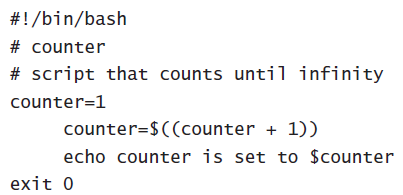 #!/bin/bash
# counter
# script that counts until infinity
counter=1
     counter=$((counter + 1))
     echo counter is set to $counter
exit 0